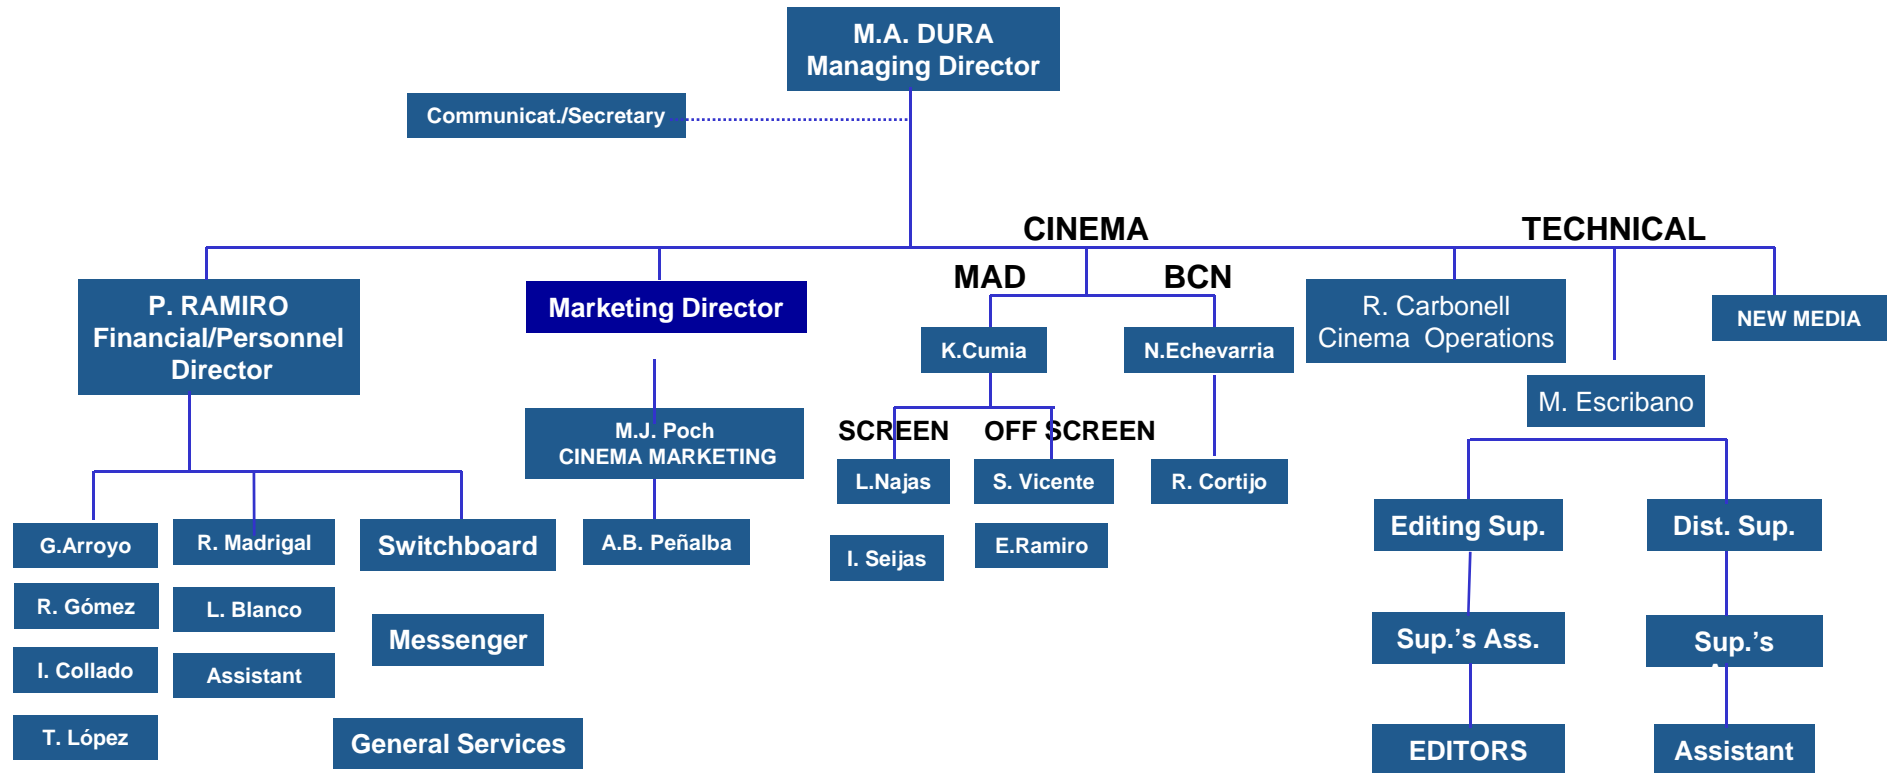 M.A. DURA
Managing Director
Communicat./Secretary
CINEMA
TECHNICAL
MAD
BCN
P. RAMIRO
Financial/Personnel
Director
Marketing Director
R. Carbonell
Cinema Operations
NEW MEDIA
K.Cumia
N.Echevarria
M. Escribano
M.J. Poch
CINEMA MARKETING
SCREEN
OFF SCREEN
L.Najas
S. Vicente
R. Cortijo
Editing Sup.
Dist. Sup.
G.Arroyo
R. Madrigal
Switchboard
A.B. Peñalba
I. Seijas
E.Ramiro
R. Gómez
L. Blanco
Messenger
Sup.’s Ass.
Sup.’s
I. Collado
Assistant
T. López
General Services
EDITORS
Assistant